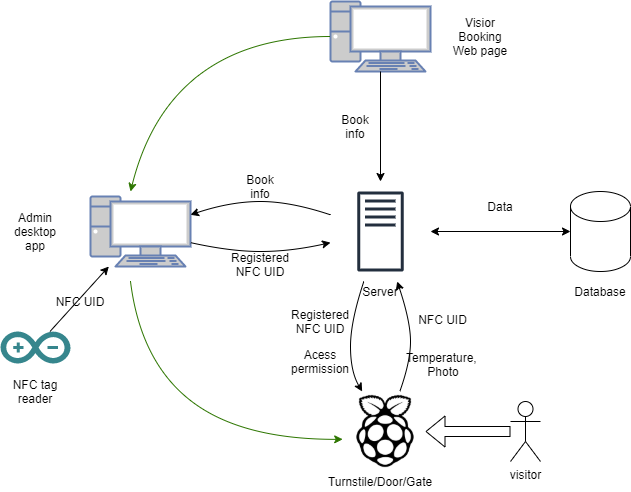 Visior
Booking
Web page
Book
info
Book
info
Admin
desktop
app
Data
Registered
NFC UID
Server
Database
NFC UID
Registered
NFC UID
NFC UID
Acess
permission
Temperature,
Photo
NFC tag
reader
visitor
Turnstile/Door/Gate